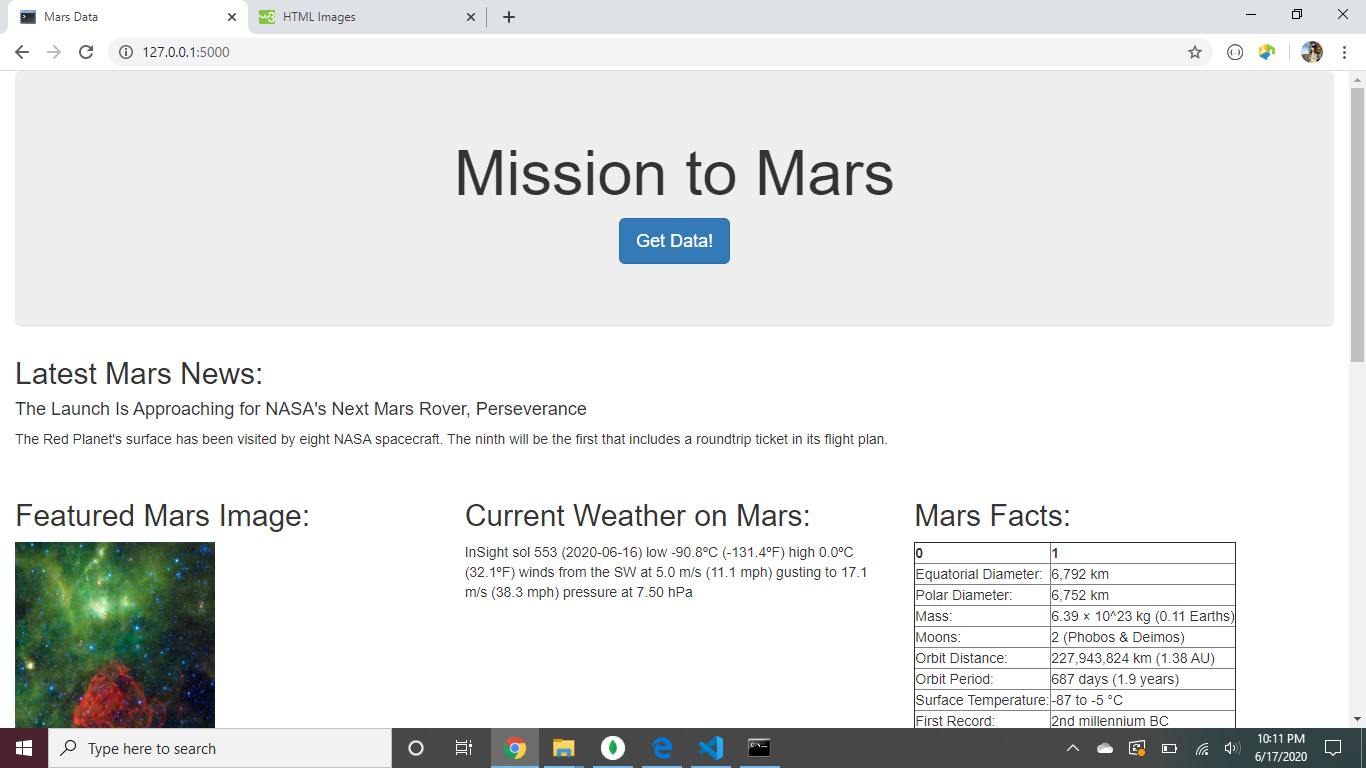 Mars Data
HTML Images
127.0.0.1:5000
Mission to Mars
Get Data!
Latest Mars News:
The Launch Is Approaching for NASA's Next Mars Rover, Perseverance
The Red Planet's surface has been visited by eight NASA spacecraft. The ninth will be the first that includes a roundtrip ticket in its flight plan.
Featured Mars Image:
Current Weather on Mars:
InSight sol 553 (2020-06-16) low -90.8ºC (-131.4ºF) high 0.0ºC
(32.1ºF) winds from the SW at 5.0 m/s (11.1 mph) gusting to 17.1
m/s (38.3 mph) pressure at 7.50 hPa
Mars Facts:
0 1
Equatorial Diameter: 6,792 km
Polar Diameter: 6,752 km
Mass: 6.39 × 10^23 kg (0.11 Earths)
Moons: 2 (Phobos & Deimos)
Orbit Distance: 227,943,824 km (1.38 AU)
Orbit Period: 687 days (1.9 years)
Surface Temperature: -87 to -5 °C
First Record: 2nd millennium BC
Type here to search
10:11 PM
6/17/2020